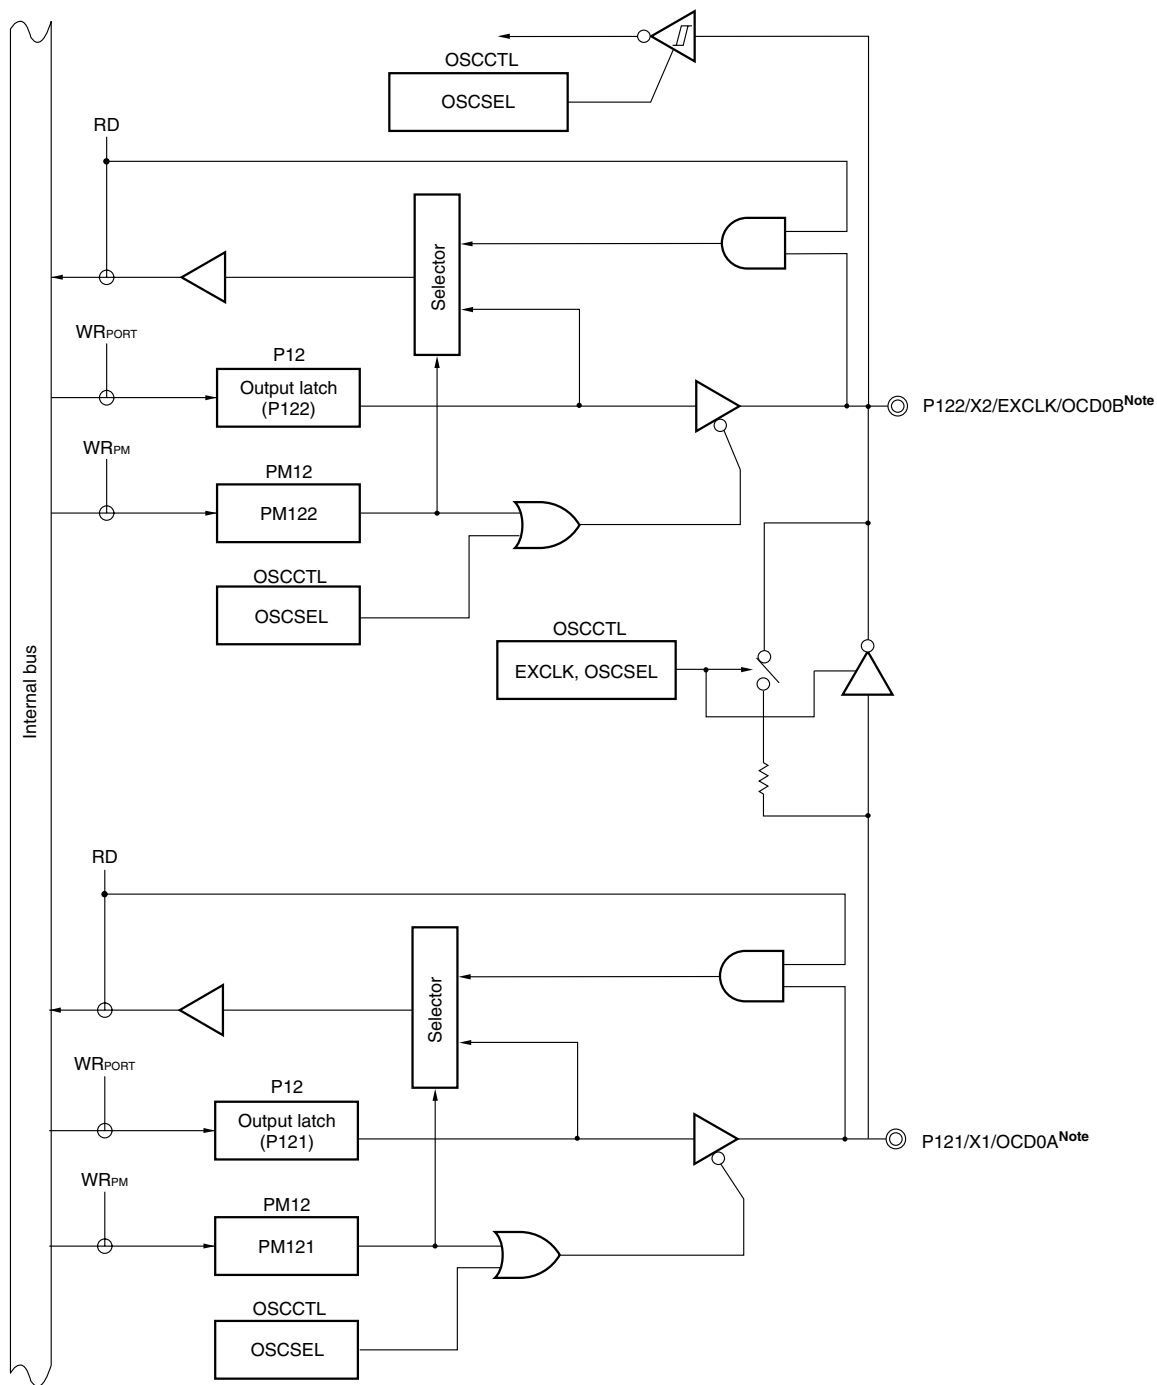 OSCCTL
OSCSEL
RD
Selector
WRPORT
P12
Output latch
(P122)
P122/X2/EXCLK/OCD0BNote
WRPM
PM12
PM122
OSCCTL
OSCSEL
OSCCTL
EXCLK, OSCSEL
Internal bus
RD
Selector
WRPORT
P12
Output latch
(P121)
P121/X1/OCD0ANote
WRPM
PM12
PM121
OSCCTL
OSCSEL